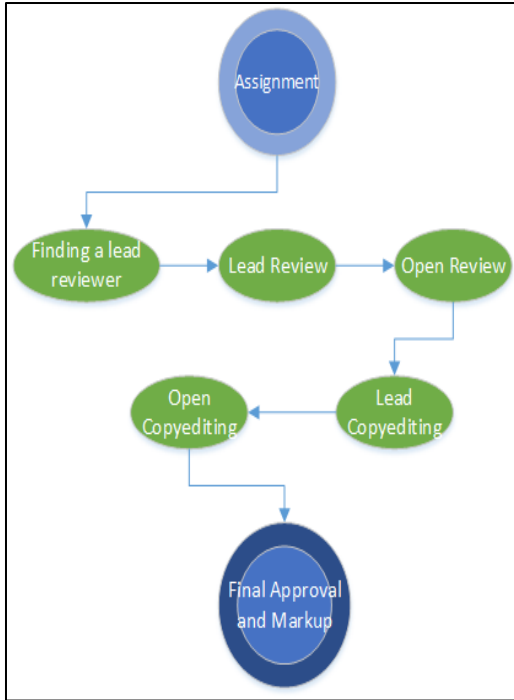 Assignment
Finding a lead
reviewer
Lead Review
Open Review
Lead
Copyediting
Open
Copyediting
Final Approval
and Markup